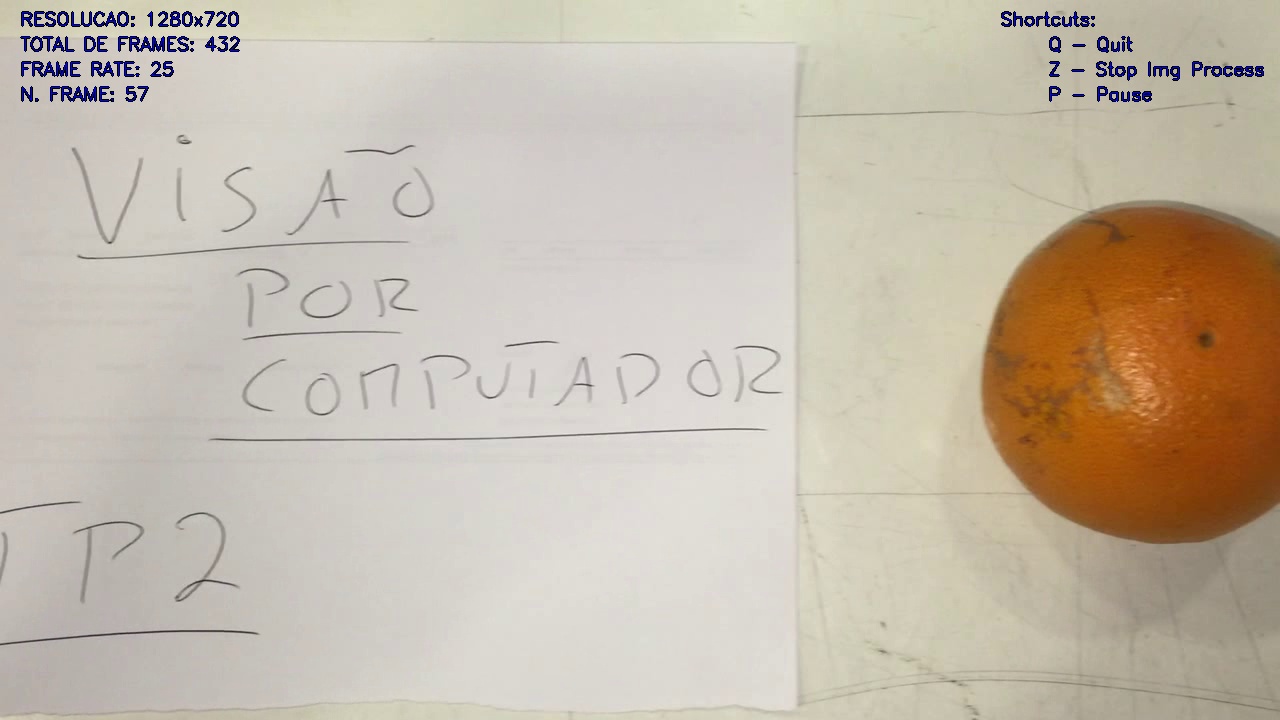 RESOLUCAO: 1280x720
TOTAL DE FRAMES: 432
FRAME RATE: 25
N. FRAME: 57
Shortcuts:
Q - Quit
Z - Stop Img Process
P - Pause
VISÃO
POR
COMPUTADOR
TP2